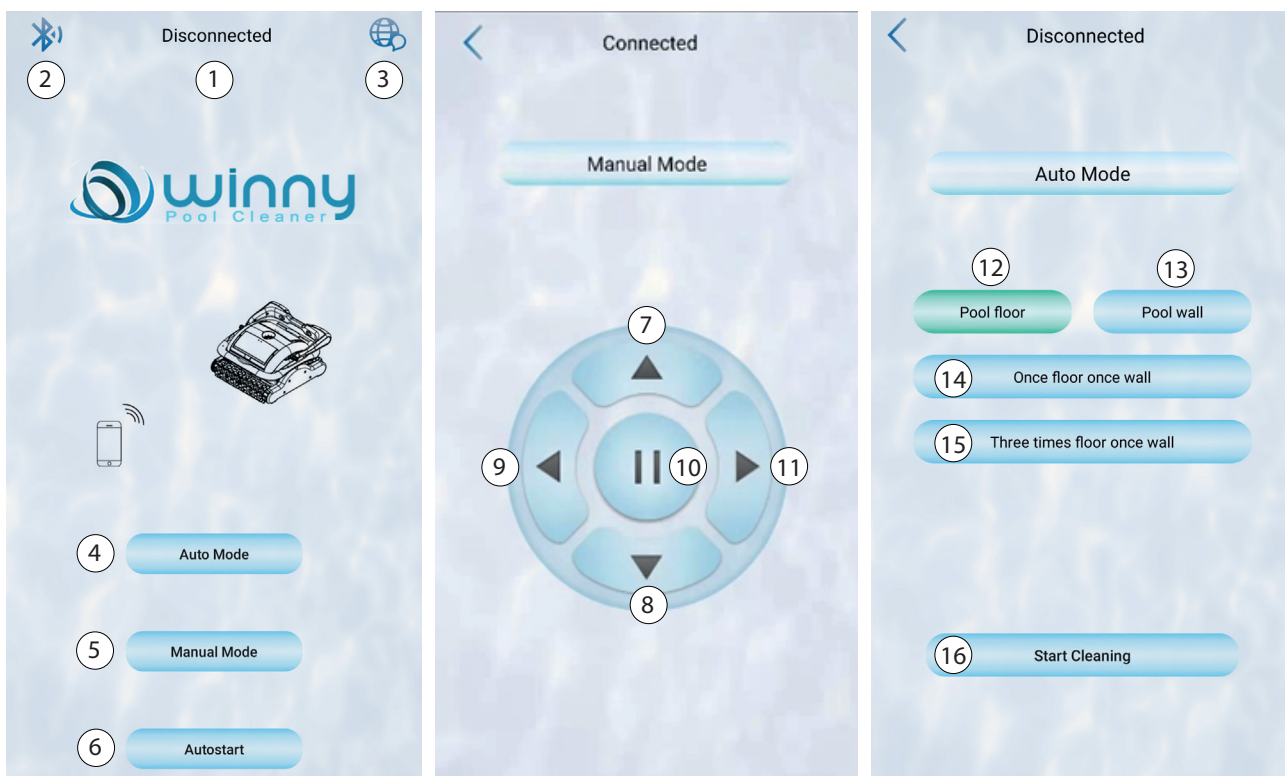 Disconnected
2
1
3
winny
Pool Cleaner
4
Auto Mode
5
Manual Mode
6
Autostart
Connected
Manual Mode
7
9
10
11
8
Disconnected
Auto Mode
12
13
Pool floor
Pool wall
14
Once floor once wall
15
Three times floor once wall
16
Start Cleaning